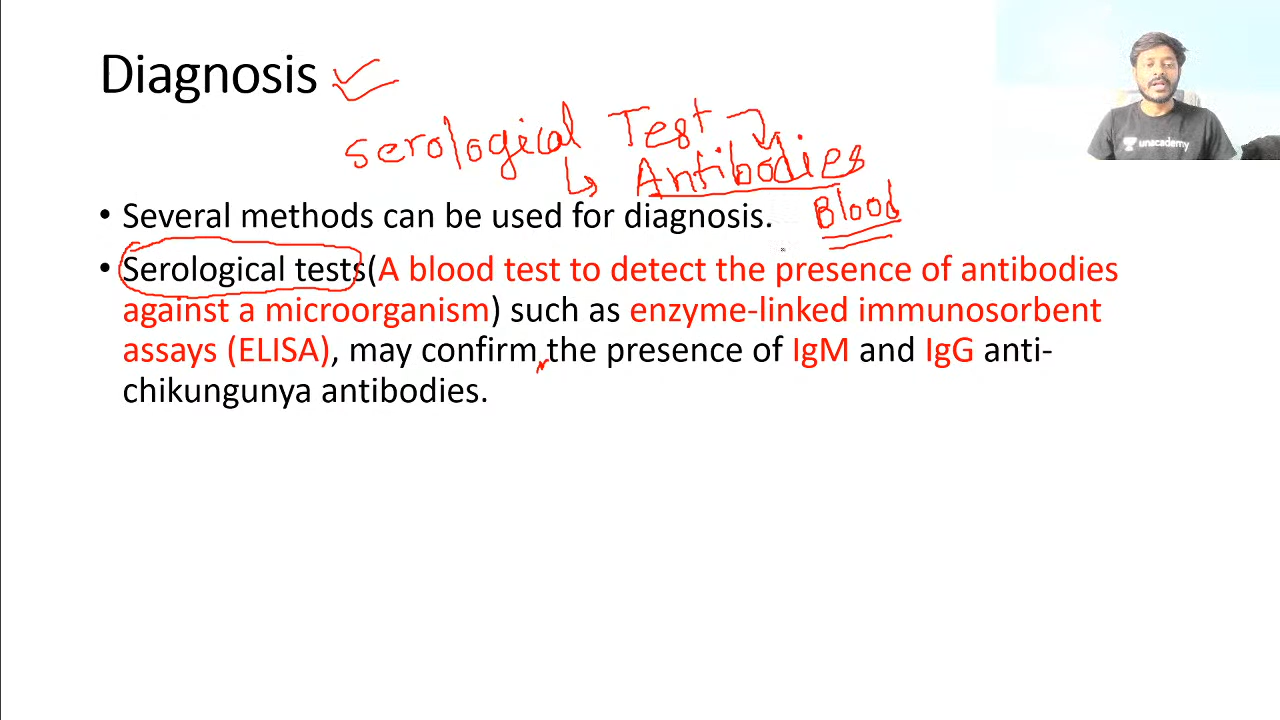 Diagnosis
Serological Test
Antibodies
Blood
unacademy
• Several methods can be used for diagnosis.
• Serological tests(A blood test to detect the presence of antibodies
against a microorganism) such as enzyme-linked immunosorbent
assays (ELISA), may confirm the presence of IgM and IgG anti-
chikungunya antibodies.